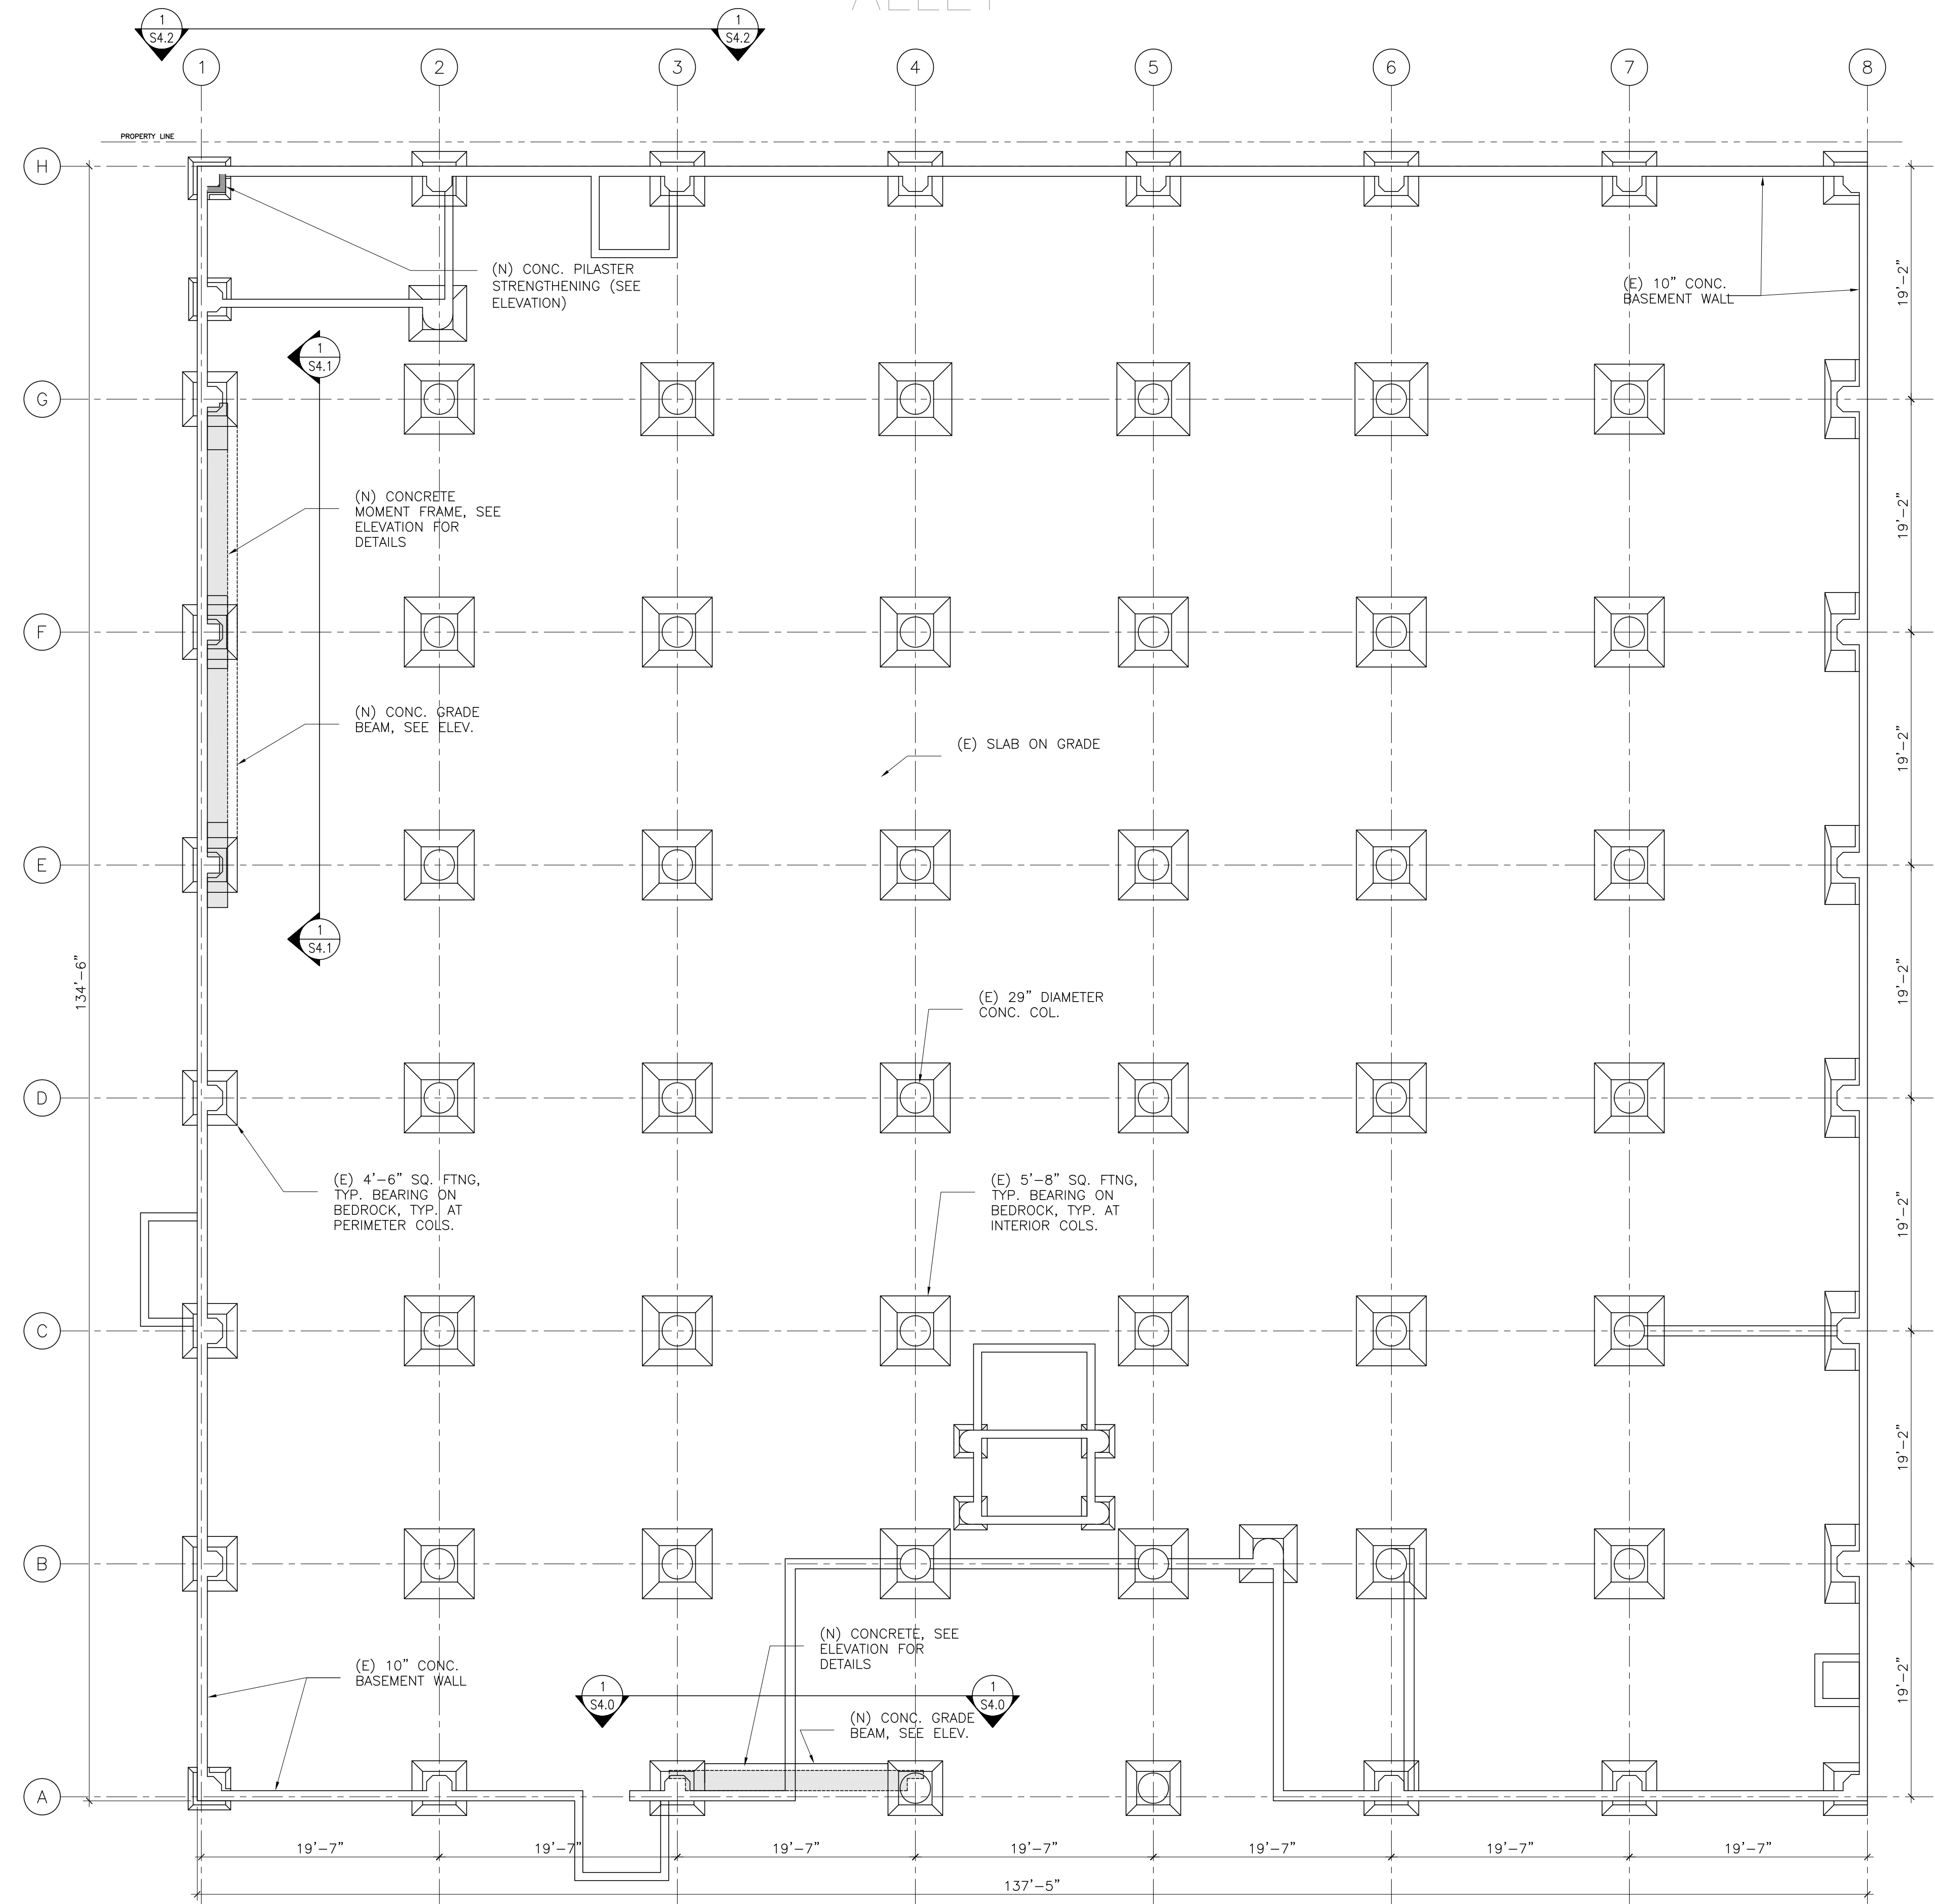 ALLEY
1
S4.2
1
S4.2
1
2
3
4
5
6
7
8
PROPERTY LINE
H
(N) CONC. PILASTER
STRENGTHENING (SEE
ELEVATION)
(E) 10" CONC.
BASEMENT WALL
19'-2"
1
S4.1
G
(N) CONCRETE
MOMENT FRAME, SEE
ELEVATION FOR
DETAILS
19'-2"
F
(N) CONC. GRADE
BEAM, SEE ELEV.
(E) SLAB ON GRADE
19'-2"
E
1
S4.1
134'-6"
19'-2"
(E) 29" DIAMETER
CONC. COL.
D
(E) 4'-6" SQ. FTNG,
TYP. BEARING ON
BEDROCK, TYP. AT
PERIMETER COLS.
(E) 5'-8" SQ. FTNG,
TYP. BEARING ON
BEDROCK, TYP. AT
INTERIOR COLS.
19'-2"
C
19'-2"
B
(N) CONCRETE, SEE
ELEVATION FOR
DETAILS
(E) 10" CONC.
BASEMENT WALL
1
S4.0
1
S4.0
(N) CONC. GRADE
BEAM, SEE ELEV.
19'-2"
A
19'-7"
19'-7"
19'-7"
19'-7"
19'-7"
19'-7"
19'-7"
137'-5"